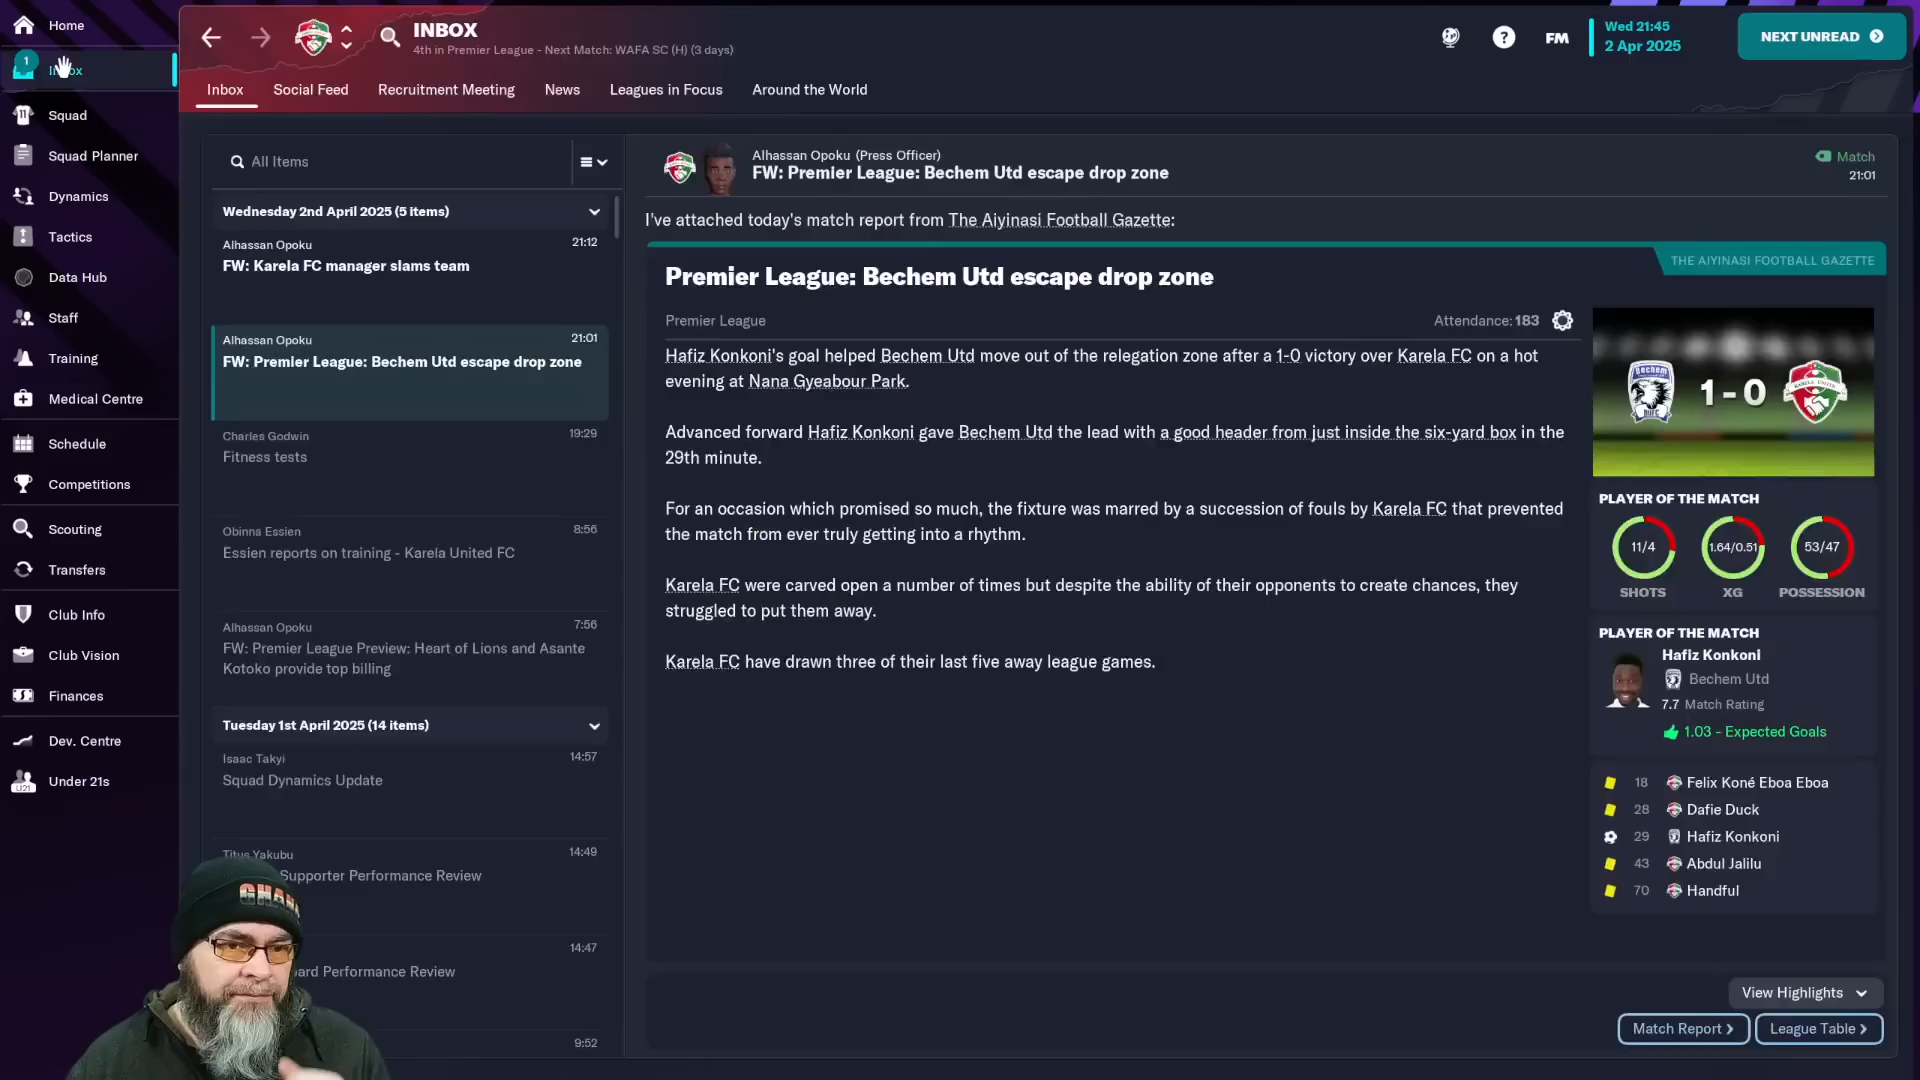 Home
INBOX
4th in Premier League - Next Match: WAFA SC (H) (3 days)
FM
Wed 21:45
2 Apr 2025
NEXT UNREAD
1
Squad
Squad Planner
Dynamics
Tactics
Data Hub
Staff
Training
Medical Centre
Schedule
Competitions
Scouting
Transfers
Club Info
Club Vision
Finances
Dev. Centre
U21
Under 21s
Inbox
Social Feed
Recruitment Meeting
News
Leagues in Focus
Around the World
All Items
Wednesday 2nd April 2025 (5 items)
Alhassan Opoku
21:12
FW: Karela FC manager slams team
Alhassan Opoku
21:01
FW: Premier League: Bechem Utd escape drop zone
Charles Godwin
19:29
Fitness tests
Obinna Essien
8:56
Essien reports on training - Karela United FC
Alhassan Opoku
7:56
FW: Premier League Preview: Heart of Lions and Asante
Kotoko provide top billing
Tuesday 1st April 2025 (14 items)
Isaac Takyi
14:57
Squad Dynamics Update
Titus Yakubu
14:49
Supporter Performance Review
14:47
ard Performance Review
9:52
Alhassan Opoku (Press Officer)
FW: Premier League: Bechem Utd escape drop zone
Match
21:01
I've attached today's match report from The Aiyinasi Football Gazette:
THE AIYINASI FOOTBALL GAZETTE
Premier League: Bechem Utd escape drop zone
Premier League
Attendance: 183
Hafiz Konkoni's goal helped Bechem Utd move out of the relegation zone after a 1-0 victory over Karela FC on a hot
evening at Nana Gyeabour Park.
Advanced forward Hafiz Konkoni gave Bechem Utd the lead with a good header from just inside the six-yard box in the
29th minute.
For an occasion which promised so much, the fixture was marred by a succession of fouls by Karela FC that prevented
the match from ever truly getting into a rhythm.
Karela FC were carved open a number of times but despite the ability of their opponents to create chances, they
struggled to put them away.
Karela FC have drawn three of their last five away league games.
Bechem
1 - 0
PLAYER OF THE MATCH
11/4
1.64/0.51
53/47
SHOTS
XG
POSSESSION
PLAYER OF THE MATCH
Hafiz Konkoni
Bechem Utd
7.7 Match Rating
1.03 - Expected Goals
18 Felix Koné Eboa Eboa
28 Dafie Duck
29 Hafiz Konkoni
43 Abdul Jalilu
70 Handful
View Highlights
Match Report
League Table
GHANA